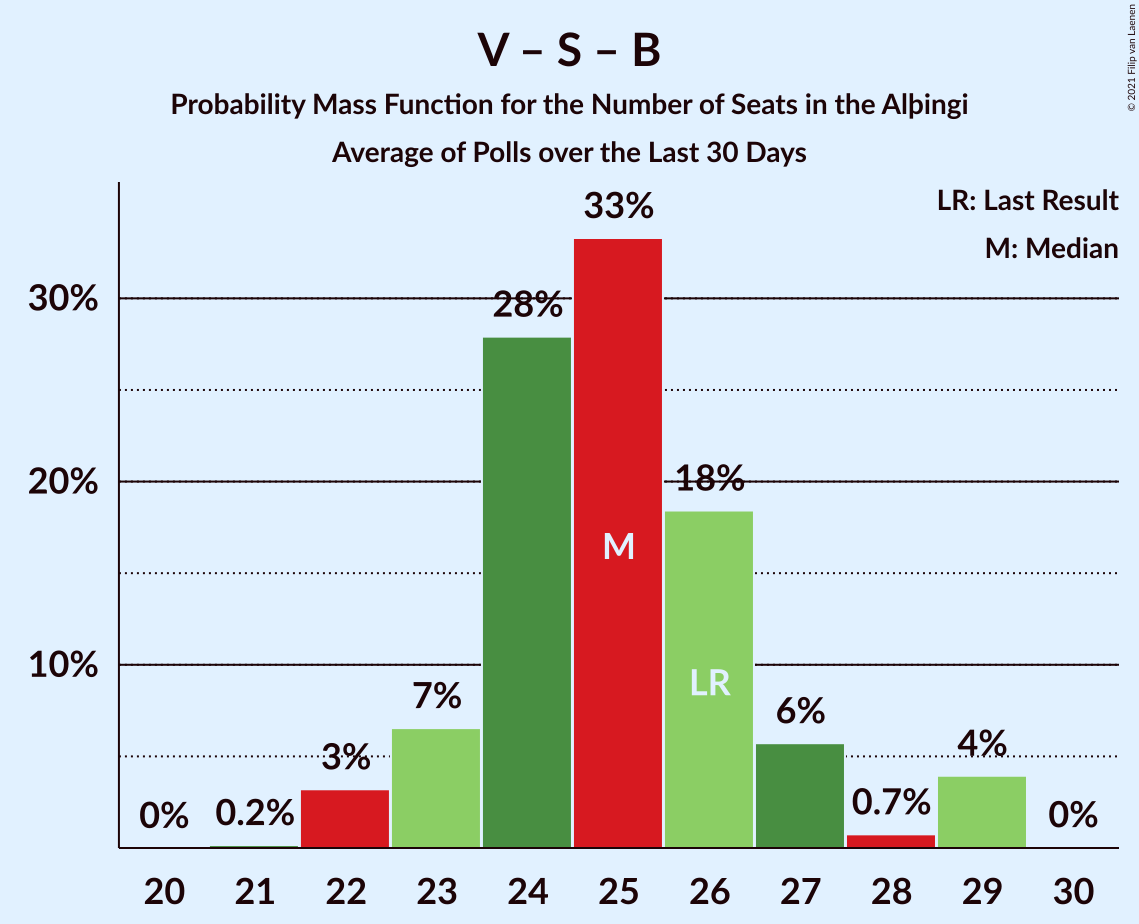 V – S – B
Probability Mass Function for the Number of Seats in the Alþingi
Average of Polls over the Last 30 Days
© 2021 Filip van Laenen
LR: Last Result
M: Median
33%
30%
28%
20%
18%
M
10%
LR
7%
6%
3%
4%
0%
0.2%
0.7%
0%
20 21 22 23 24 25 26 27 28 29 30